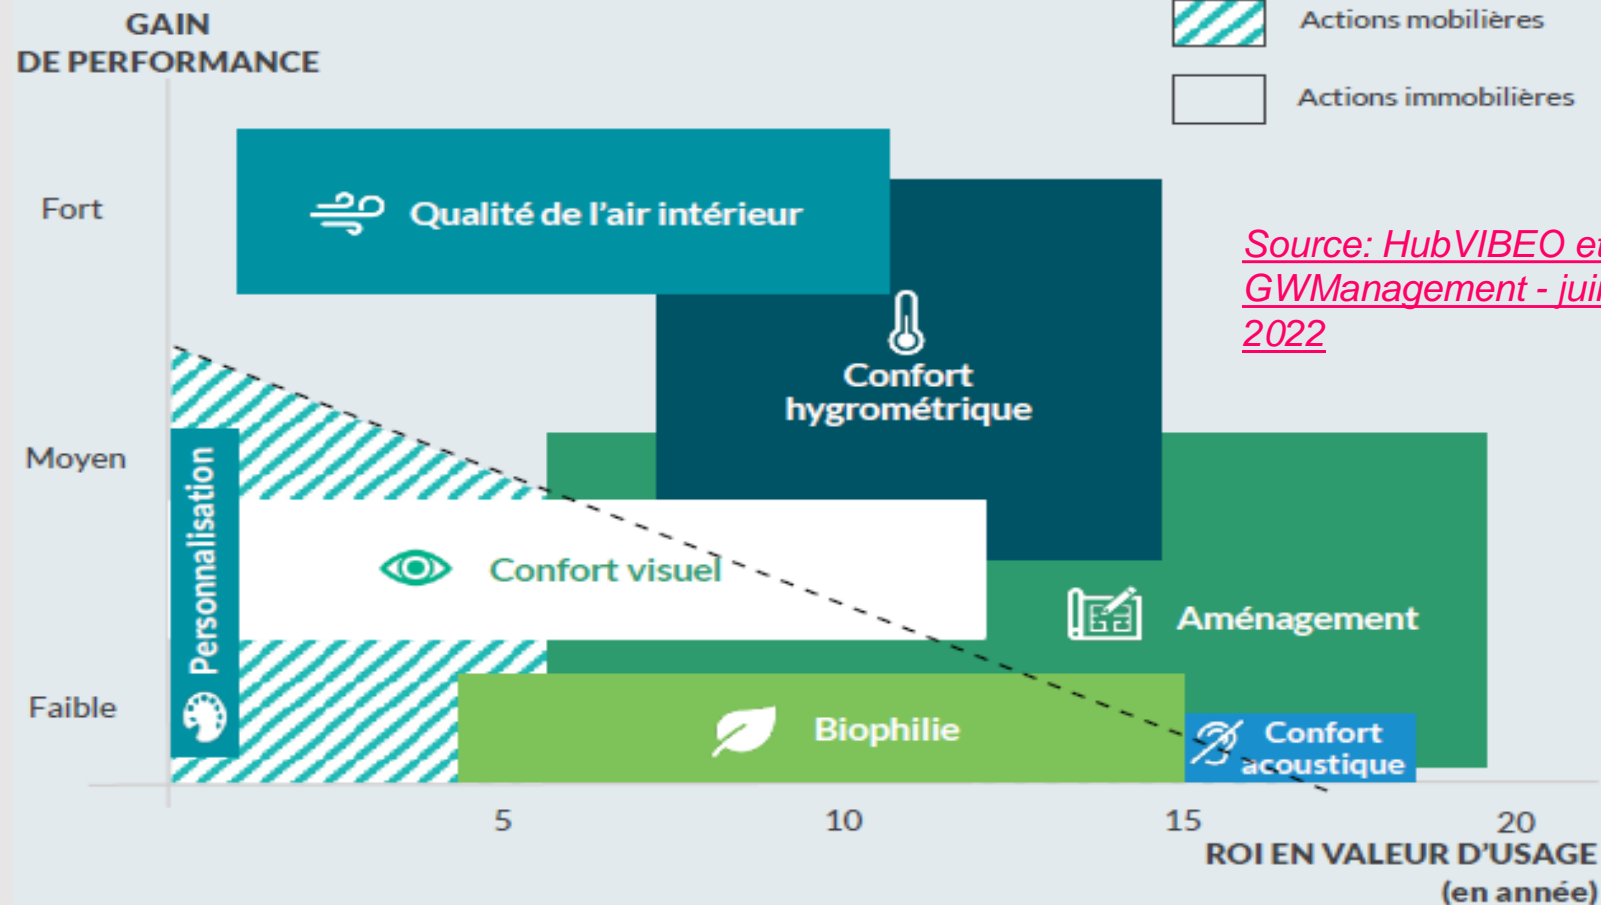 GAIN
DE PERFORMANCE
Actions mobilières
Actions immobilières
Fort
Qualité de l'air intérieur
Source: HubVIBEO et
GWManagement -
2022
Confort
hygrométrique
Moyen
Personnalisation
Confort visuel
Aménagement
Faible
Biophilie
Confort
acoustique
5
10
15
20
ROI EN VALEUR D'USAGE
(en année)